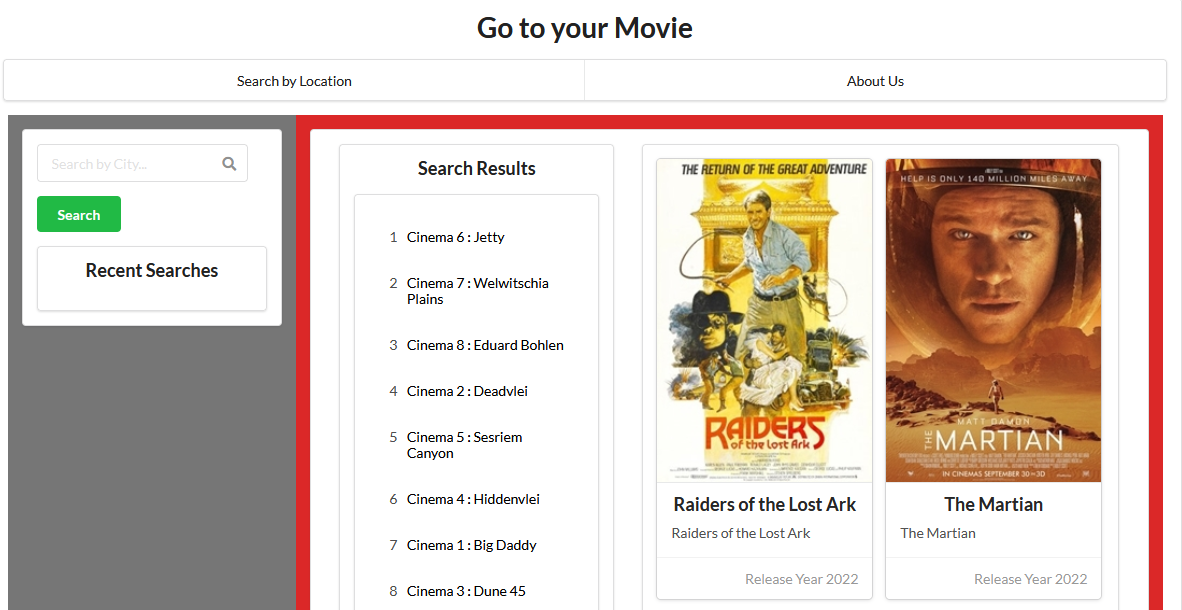 Go to your Movie
Search by Location
About Us
Search by City...
Search
Recent Searches
Search Results
1 Cinema 6 : Jetty
2 Cinema 7 : Welwitschia
Plains
3 Cinema 8 : Eduard Bohlen
4 Cinema 2 : Deadvlei
5 Cinema 5 : Sesriem
Canyon
6 Cinema 4 : Hiddenvlei
7 Cinema 1 : Big Daddy
8 Cinema 3 : Dune 45
THE RETURN OF THE GREAT ADVENTURE
RAIDERS
of the Lost Ark
Raiders of the Lost Ark
Raiders of the Lost Ark
Release Year 2022
HELP IS ONLY 140 MILLION MILES AWAY
MATT DAMON
THE MARTIAN
IN CINEMAS SEPTEMBER 30 IN 3D
The Martian
The Martian
Release Year 2022